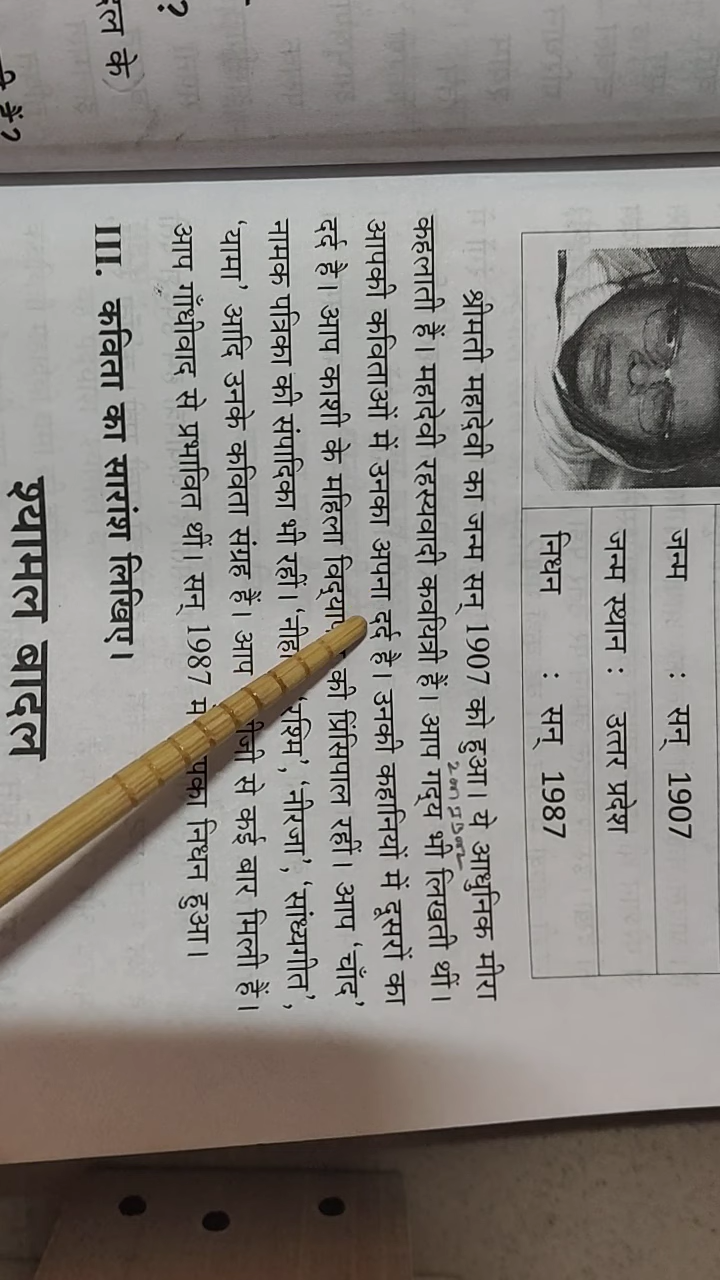 जन्म : सन् 1907
जन्म स्थान : उत्तर प्रदेश
निधन : सन् 1987
श्रीमती महादेवी का जन्म सन् 1907 को हुआ। ये आधुनिक मीरा
कहलाती हैं। महादेवी रहस्यवादी कवयित्री हैं। आप गद्य भी लिखती थीं।
आपकी कविताओं में उनका अपना दर्द है। उनकी कहानियों में दूसरों का
दर्द है। आप काशी के महिला की प्रिंसिपल रहीं। आप ‘चाँद’
नामक पत्रिका की संपादिका भी रहीं। ‘नीरजा’, ‘सांध्यगीत’,
‘यामा’ आदि उनके कविता संग्रह हैं। आप से कई बार मिली हैं।
आप गाँधीवाद से प्रभावित थीं। सन् 1987 निधन हुआ।
III. कविता का सारांश लिखिए।
श्यामल बादल
के
?